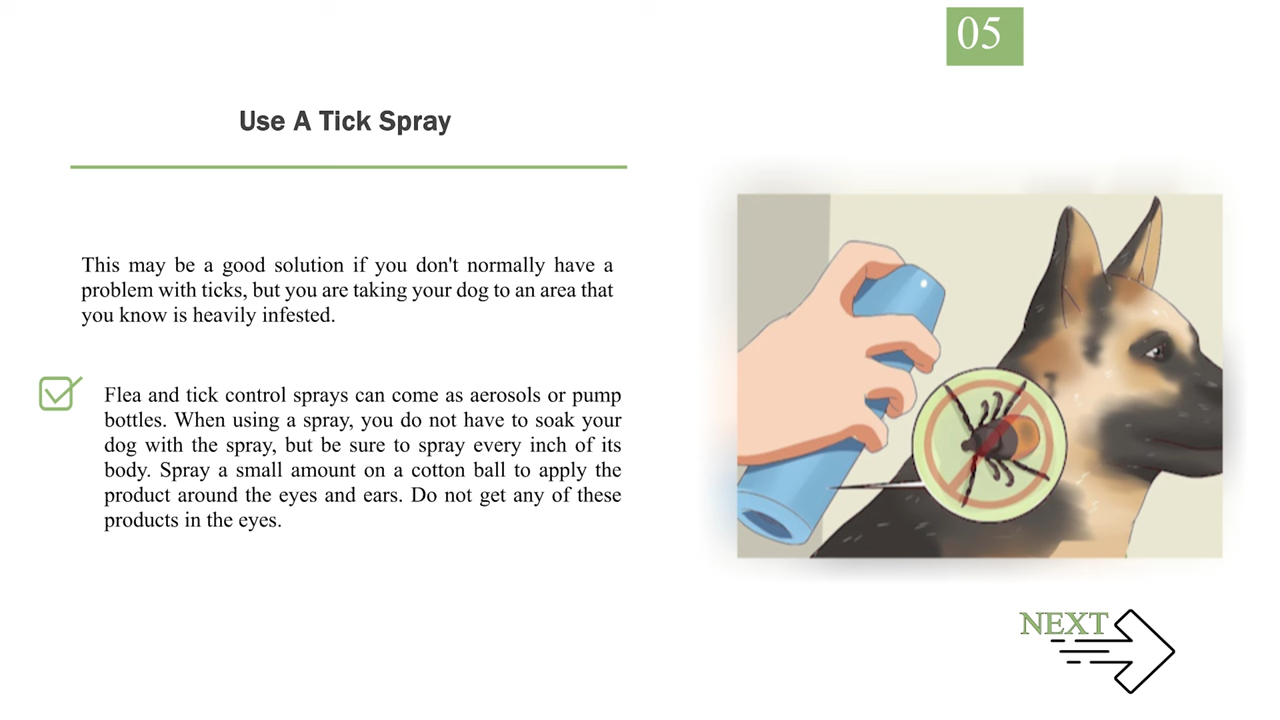 05
Use A Tick Spray
This may be a good solution if you don't normally have a
problem with ticks, but you are taking your dog to an area that
you know is heavily infested.
Flea and tick control sprays can come as aerosols or pump
bottles. When using a spray, you do not have to soak your
dog with the spray, but be sure to spray every inch of its
body. Spray a small amount on a cotton ball to apply the
product around the eyes and ears. Do not get any of these
products in the eyes.
NEXT